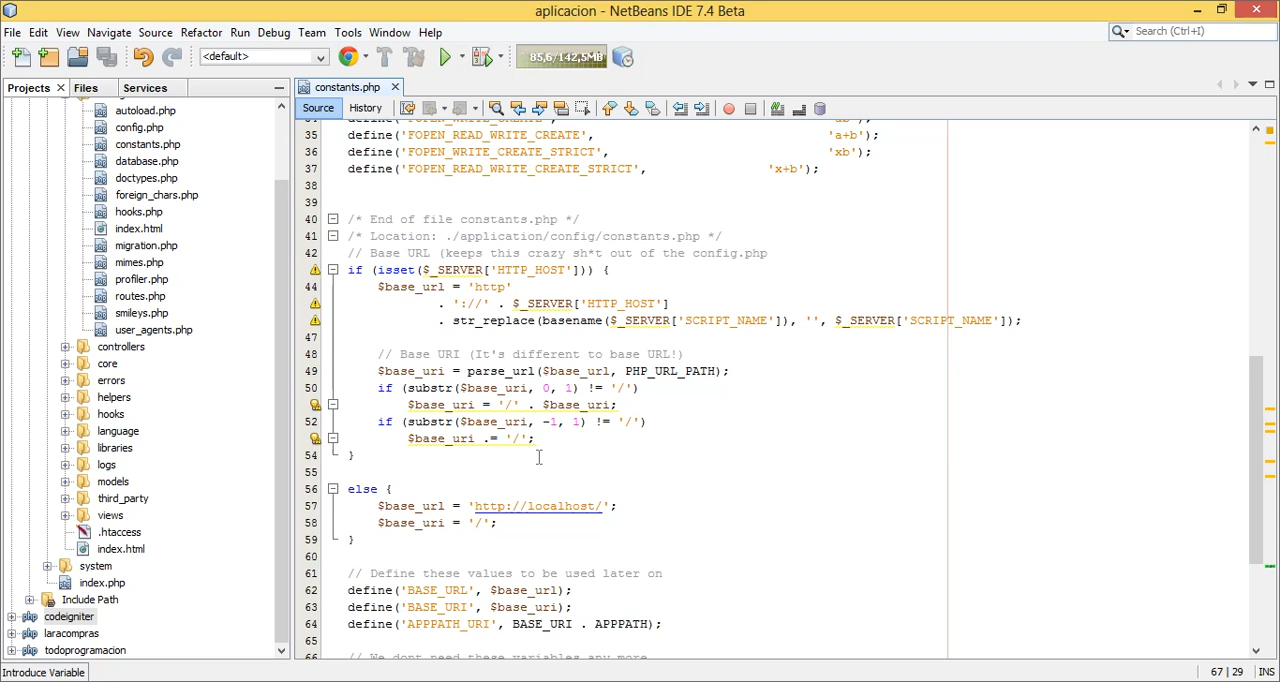 aplicacion - NetBeans IDE 7.4 Beta
File Edit View Navigate Source Refactor Run Debug Team Tools Window Help
Search (Ctrl+I)
<default>
85,6/142,5MB
Projects Files Services
constants.php
Source History
autoload.php
config.php
constants.php
database.php
doctypes.php
foreign_chars.php
hooks.php
index.html
migration.php
mimes.php
profiler.php
routes.php
smileys.php
user_agents.php
controllers
core
errors
helpers
hooks
language
libraries
logs
models
third_party
views
.htaccess
index.html
system
index.php
Include Path
codeigniter
laracompras
todoprogramacion
35 define('FOPEN_READ_WRITE_CREATE', 'a+b');
36 define('FOPEN_WRITE_CREATE_STRICT', 'xb');
37 define('FOPEN_READ_WRITE_CREATE_STRICT', 'x+b');
38
39
40 /* End of file constants.php */
41 /* Location: ./application/config/constants.php */
42 // Base URL (keeps this crazy sh*t out of the config.php
if (isset($_SERVER['HTTP_HOST'])) {
44 $base_url = 'http'
. '://' . $_SERVER['HTTP_HOST']
. str_replace(basename($_SERVER['SCRIPT_NAME']), '', $_SERVER['SCRIPT_NAME']);
47
48 // Base URI (It's different to base URL!)
49 $base_uri = parse_url($base_url, PHP_URL_PATH);
50 if (substr($base_uri, 0, 1) != '/')
$base_uri = '/' . $base_uri;
52 if (substr($base_uri, -1, 1) != '/')
$base_uri .= '/';
54 }
55
56 else {
57 $base_url = 'http://localhost/';
58 $base_uri = '/';
59 }
60
61 // Define these values to be used later on
62 define('BASE_URL', $base_url);
63 define('BASE_URI', $base_uri);
64 define('APPPATH_URI', BASE_URI . APPPATH);
65
66 // We dont need these variables any more
Introduce Variable
67 | 29 INS